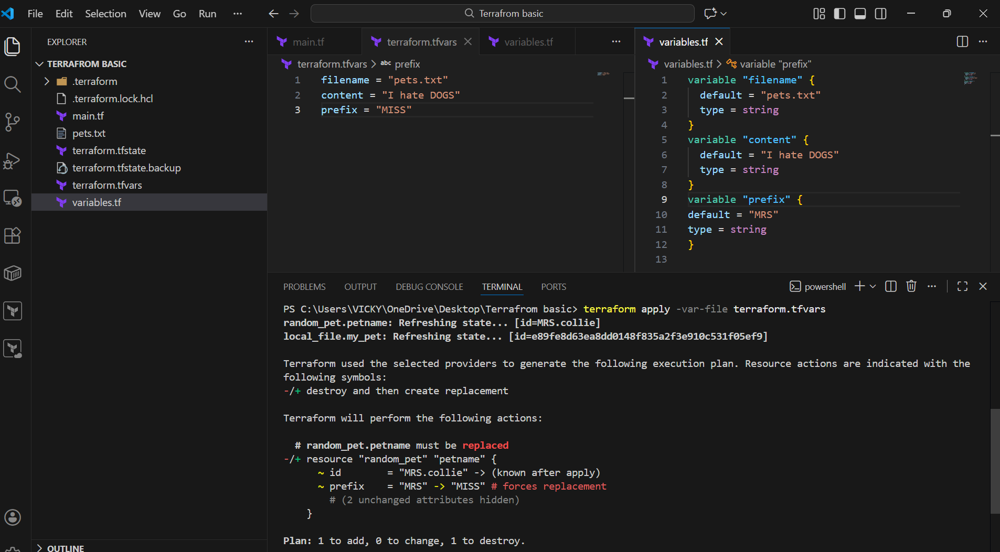 File Edit Selection View Go Run ··· Terrafrom basic
EXPLORER ···
TERRAFROM BASIC
.terraform
.terraform.lock.hcl
main.tf
pets.txt
terraform.tfstate
terraform.tfstate.backup
terraform.tfvars
variables.tf
OUTLINE
main.tf terraform.tfvars variables.tf ···
terraform.tfvars > abc prefix
1 filename = "pets.txt"
2 content = "I hate DOGS"
3 prefix = "MISS"
variables.tf ···
variables.tf > variable "prefix"
1 variable "filename" {
2 default = "pets.txt"
3 type = string
4 }
5 variable "content" {
6 default = "I hate DOGS"
7 type = string
8 }
9 variable "prefix" {
10 default = "MRS"
11 type = string
12 }
13
PROBLEMS OUTPUT DEBUG CONSOLE TERMINAL PORTS powershell ···
PS C:\Users\VICKY\OneDrive\Desktop\Terrafrom basic> terraform apply -var-file terraform.tfvars
random_pet.petname: Refreshing state... [id=MRS.collie]
local_file.my_pet: Refreshing state... [id=e89fe8d63ea8dd0148f835a2f3e910c531f05ef9]
Terraform used the selected providers to generate the following execution plan. Resource actions are indicated with the
following symbols:
-/+ destroy and then create replacement
Terraform will perform the following actions:
# random_pet.petname must be replaced
-/+ resource "random_pet" "petname" {
~ id = "MRS.collie" -> (known after apply)
~ prefix = "MRS" -> "MISS" # forces replacement
# (2 unchanged attributes hidden)
}
Plan: 1 to add, 0 to change, 1 to destroy.